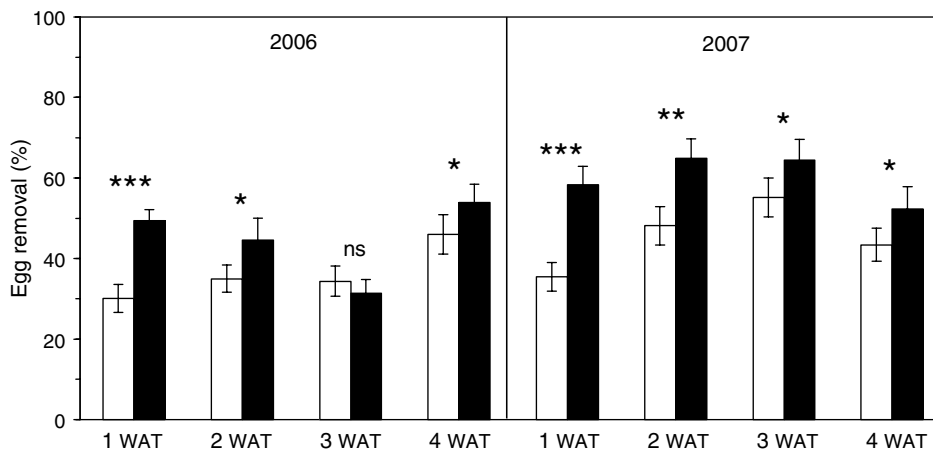 100
80
60
40
20
0
Egg removal (%)
2006
2007
***
*
ns
*
***
**
*
*
1 WAT
2 WAT
3 WAT
4 WAT
1 WAT
2 WAT
3 WAT
4 WAT